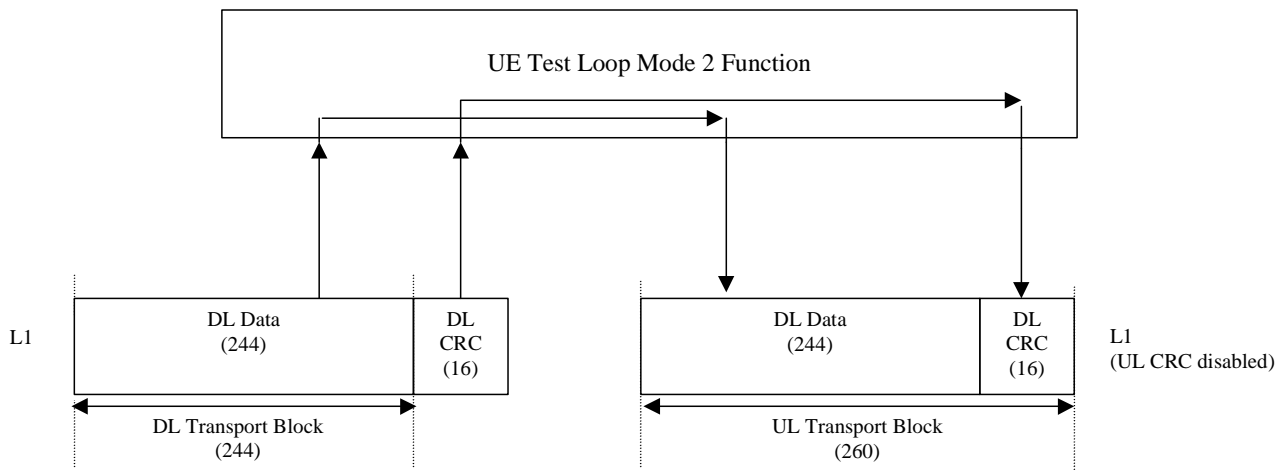 UE Test Loop Mode 2 Function
L1
DL Data
(244)
DL
CRC
(16)
DL Transport Block
(244)
DL Data
(244)
DL
CRC
(16)
UL Transport Block
(260)
L1
(UL CRC disabled)